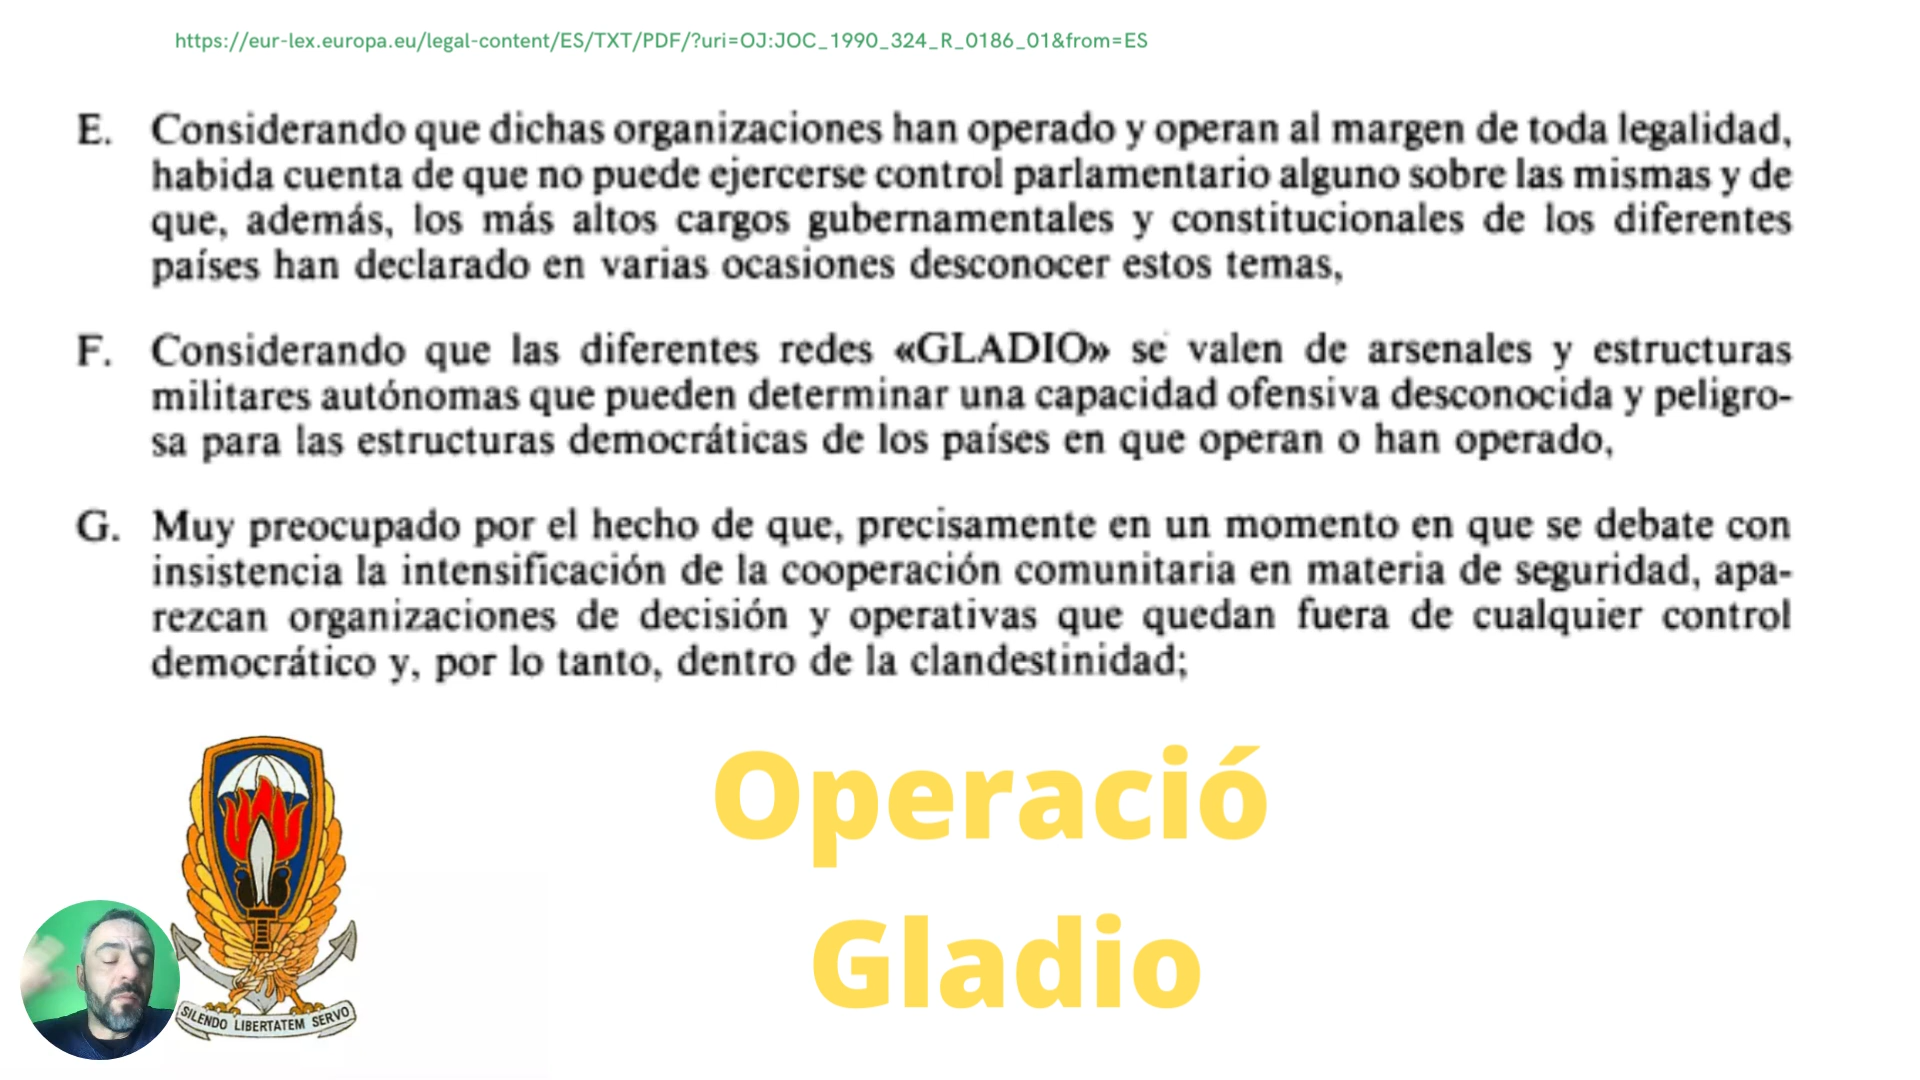 https://eur-lex.europa.eu/legal-content/ES/TXT/PDF/?uri=OJ:JOC_1990_324_R_0186_01&from=ES
E. Considerando que dichas organizaciones han operado y operan al margen de toda legalidad,
habida cuenta de que no puede ejercerse control parlamentario alguno sobre las mismas y de
que, además, los más altos cargos gubernamentales y constitucionales de los diferentes
países han declarado en varias ocasiones desconocer estos temas,
F. Considerando que las diferentes redes «GLADIO» se valen de arsenales y estructuras
militares autónomas que pueden determinar una capacidad ofensiva desconocida y peligro-
sa para las estructuras democráticas de los países en que operan o han operado,
G. Muy preocupado por el hecho de que, precisamente en un momento en que se debate con
insistencia la intensificación de la cooperación comunitaria en materia de seguridad, apa-
rezcan organizaciones de decisión y operativas que quedan fuera de cualquier control
democrático y, por lo tanto, dentro de la clandestinidad;
Operació
Gladio
SILENDO LIBERTATEM SERVO